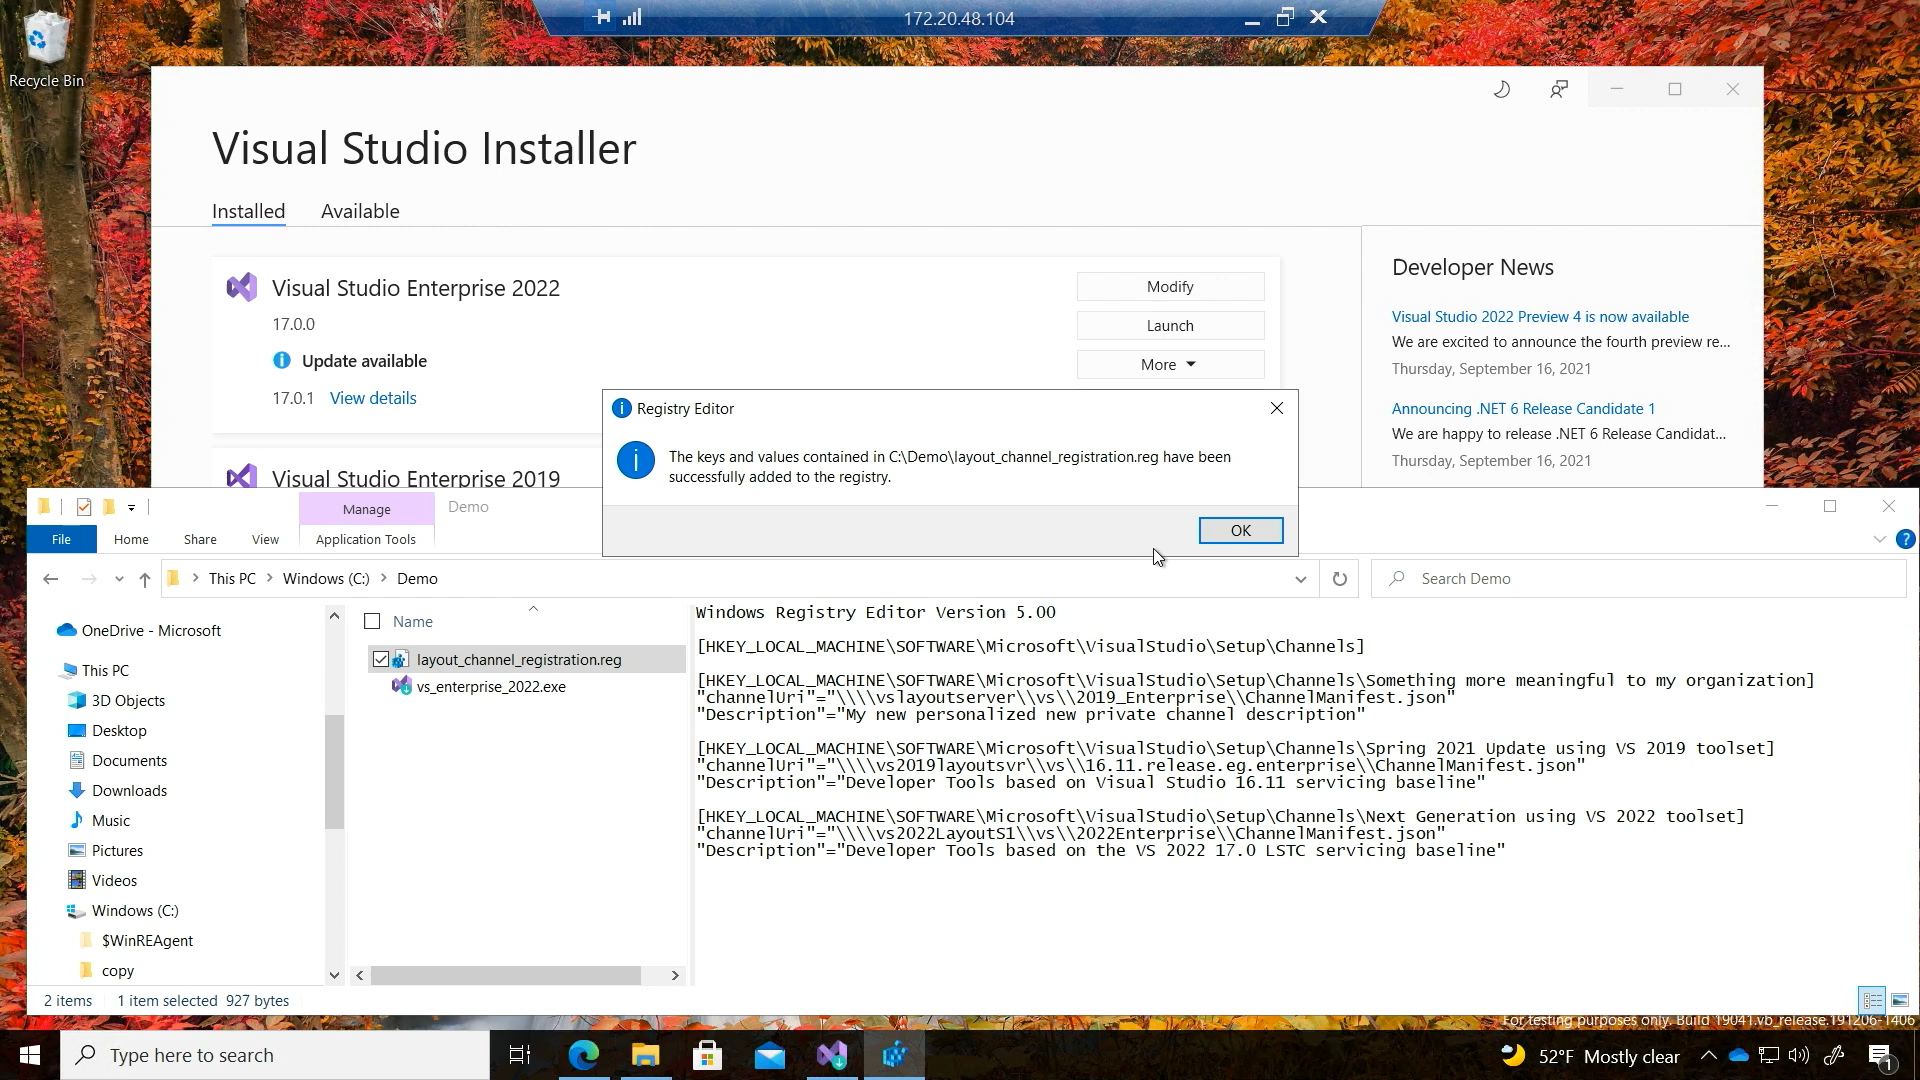 172.20.48.104
Recycle Bin
Visual Studio Installer
Installed
Available
Visual Studio Enterprise 2022
17.0.0
Update available
17.0.1 View details
Modify
Launch
More
Visual Studio Enterprise 2019
Developer News
Visual Studio 2022 Preview 4 is now available
We are excited to announce the fourth preview re...
Thursday, September 16, 2021
Announcing .NET 6 Release Candidate 1
We are happy to release .NET 6 Release Candidat...
Thursday, September 16, 2021
Registry Editor
The keys and values contained in C:\Demo\layout_channel_registration.reg have been
successfully added to the registry.
OK
Manage
Demo
File
Home
Share
View
Application Tools
This PC
Windows (C:)
Demo
Search Demo
OneDrive - Microsoft
This PC
3D Objects
Desktop
Documents
Downloads
Music
Pictures
Videos
Windows (C:)
$WinREAgent
copy
Name
layout_channel_registration.reg
vs_enterprise_2022.exe
Windows Registry Editor Version 5.00
[HKEY_LOCAL_MACHINE\SOFTWARE\Microsoft\VisualStudio\Setup\Channels]
[HKEY_LOCAL_MACHINE\SOFTWARE\Microsoft\VisualStudio\Setup\Channels\Something more meaningful to my organization]
"channelUri"="\\\\vslayoutserver\\vs\\2019_Enterprise\\ChannelManifest.json"
"Description"="My new personalized new private channel description"
[HKEY_LOCAL_MACHINE\SOFTWARE\Microsoft\VisualStudio\Setup\Channels\Spring 2021 Update using VS 2019 toolset]
"channelUri"="\\\\vs2019layoutsvr\\vs\\16.11.release.eg.enterprise\\ChannelManifest.json"
"Description"="Developer Tools based on Visual Studio 16.11 servicing baseline"
[HKEY_LOCAL_MACHINE\SOFTWARE\Microsoft\VisualStudio\Setup\Channels\Next Generation using VS 2022 toolset]
"channelUri"="\\\\vs2022LayoutS1\\vs\\2022Enterprise\\ChannelManifest.json"
"Description"="Developer Tools based on the VS 2022 17.0 LSTC servicing baseline"
2 items
1 item selected 927 bytes
For testing purposes only. Build 19041.vb_release.191206-1406
Type here to search
52°F Mostly clear
1